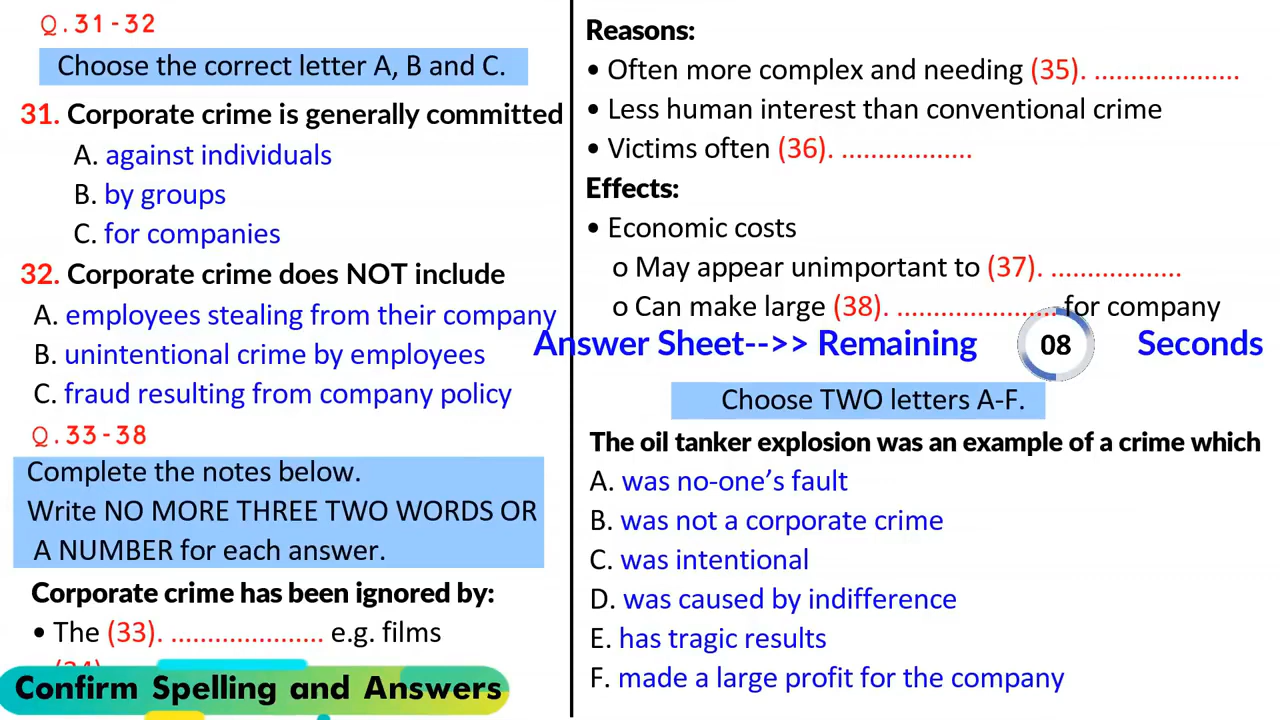 Q.31-32
Choose the correct letter A, B and C.
31. Corporate crime is generally committed
A. against individuals
B. by groups
C. for companies
32. Corporate crime does NOT include
A. employees stealing from their company
B. unintentional crime by employees
C. fraud resulting from company policy
Q.33-38
Complete the notes below.
Write NO MORE THREE TWO WORDS OR
A NUMBER for each answer.
Corporate crime has been ignored by:
• The (33). ..................... e.g. films
Confirm Spelling and Answers
Reasons:
• Often more complex and needing (35). ....................
• Less human interest than conventional crime
• Victims often (36). ..................
Effects:
• Economic costs
o May appear unimportant to (37). ..................
o Can make large (38). ...................... for company
Answer Sheet-->> Remaining 08 Seconds
Choose TWO letters A-F.
The oil tanker explosion was an example of a crime which
A. was no-one's fault
B. was not a corporate crime
C. was intentional
D. was caused by indifference
E. has tragic results
F. made a large profit for the company